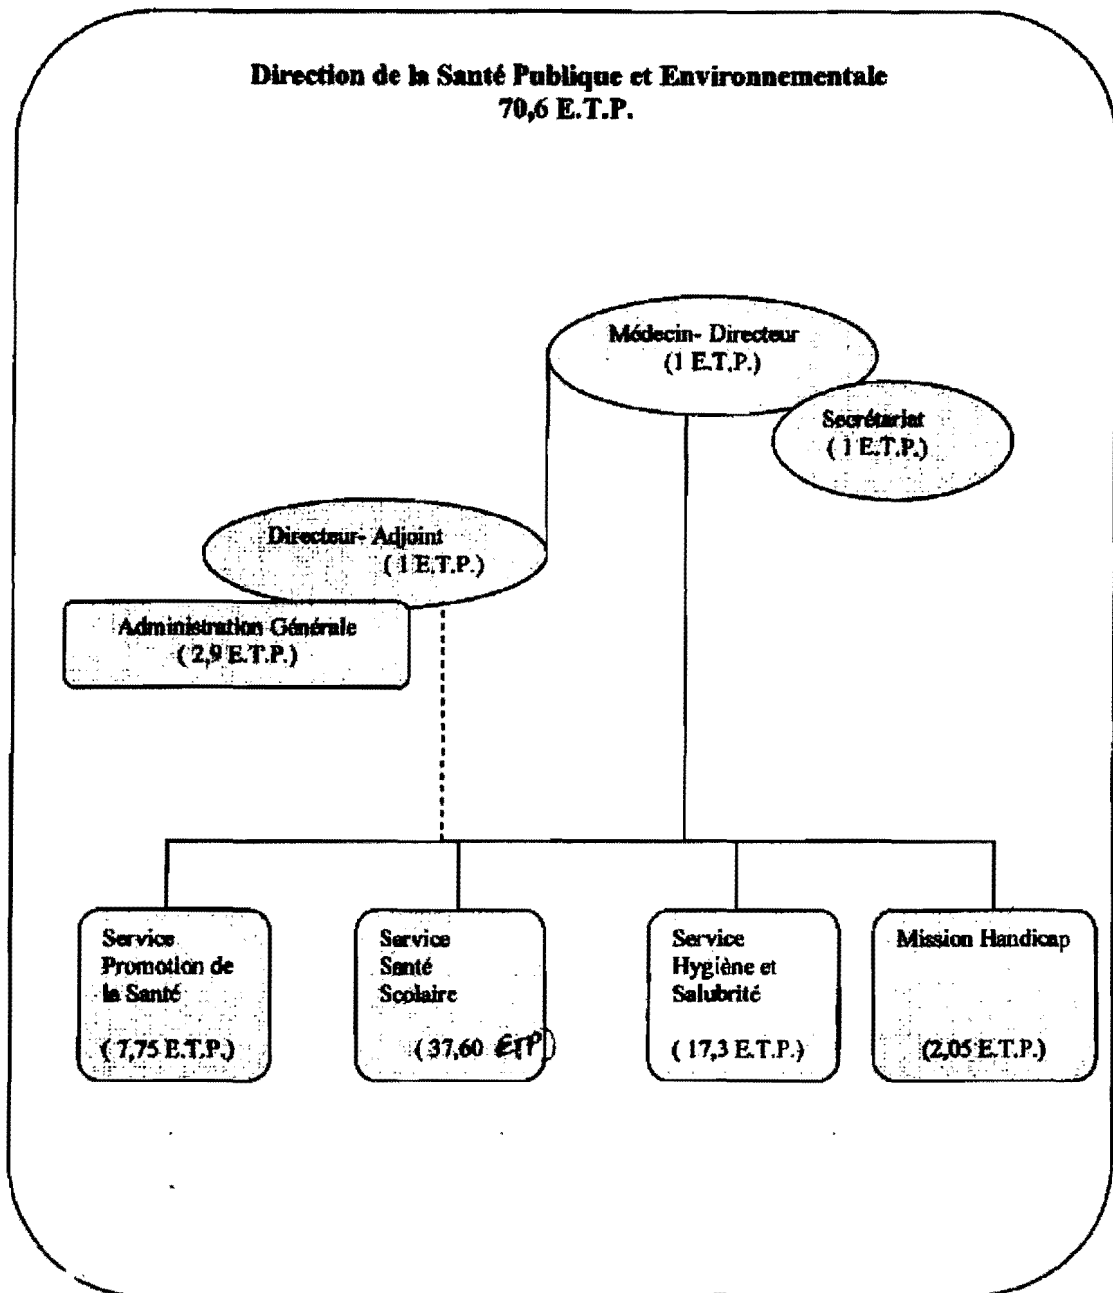 Direction de la Santé Publique et Environnementale
70,6 E.T.P.
Médecin- Directeur
(1 E.T.P.)
Secrétariat
( 1 E.T.P.)
Directeur- Adjoint
( 1 E.T.P.)
Administration Générale
( 2,9 E.T.P.)
Service
Promotion de
la Santé
( 7,75 E.T.P.)
Service
Santé
Scolaire
( 37,60 ETP)
Service
Hygiène et
Salubrité
( 17,3 E.T.P.)
Mission Handicap
(2,05 E.T.P.)